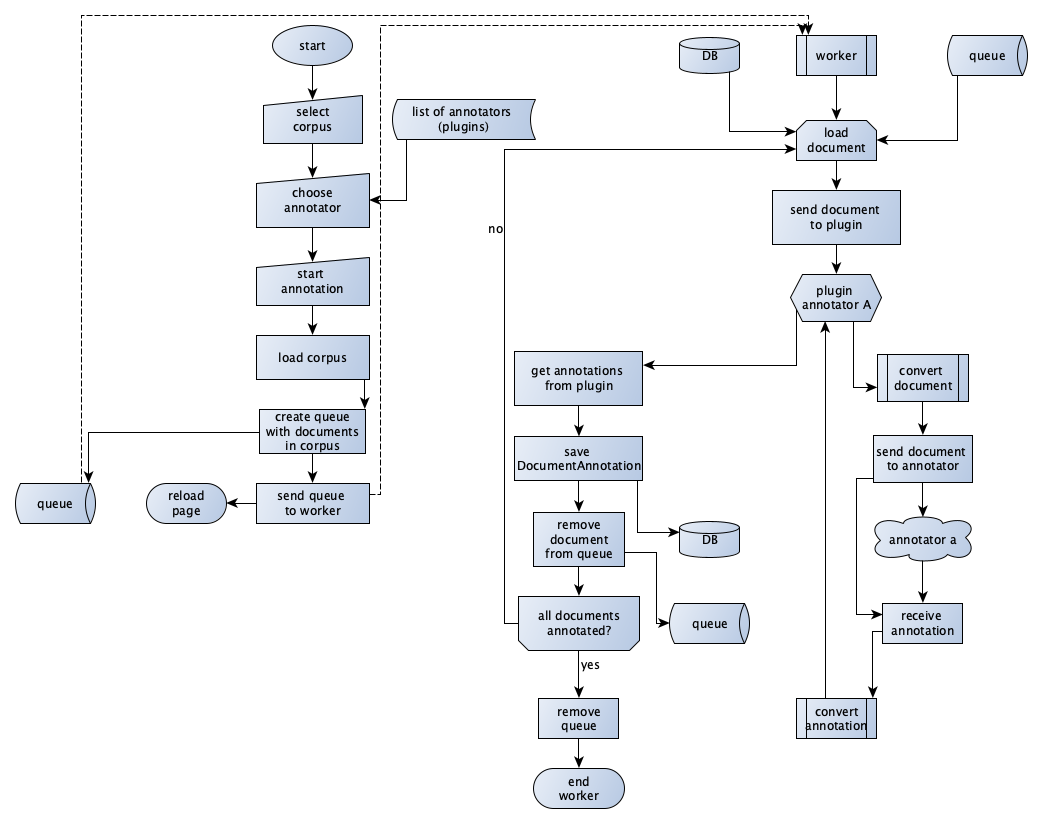 start
select
corpus
list of annotators
(plugins)
choose
annotator
start
annotation
load corpus
create queue
with documents
in corpus
queue
reload
page
send queue
to worker
DB
worker
queue
load
document
send document
to plugin
no
plugin
annotator A
get annotations
from plugin
convert
document
save
DocumentAnnotation
send document
to annotator
remove
document
from queue
DB
annotator a
all documents
annotated?
queue
receive
annotation
yes
remove
queue
convert
annotation
end
worker